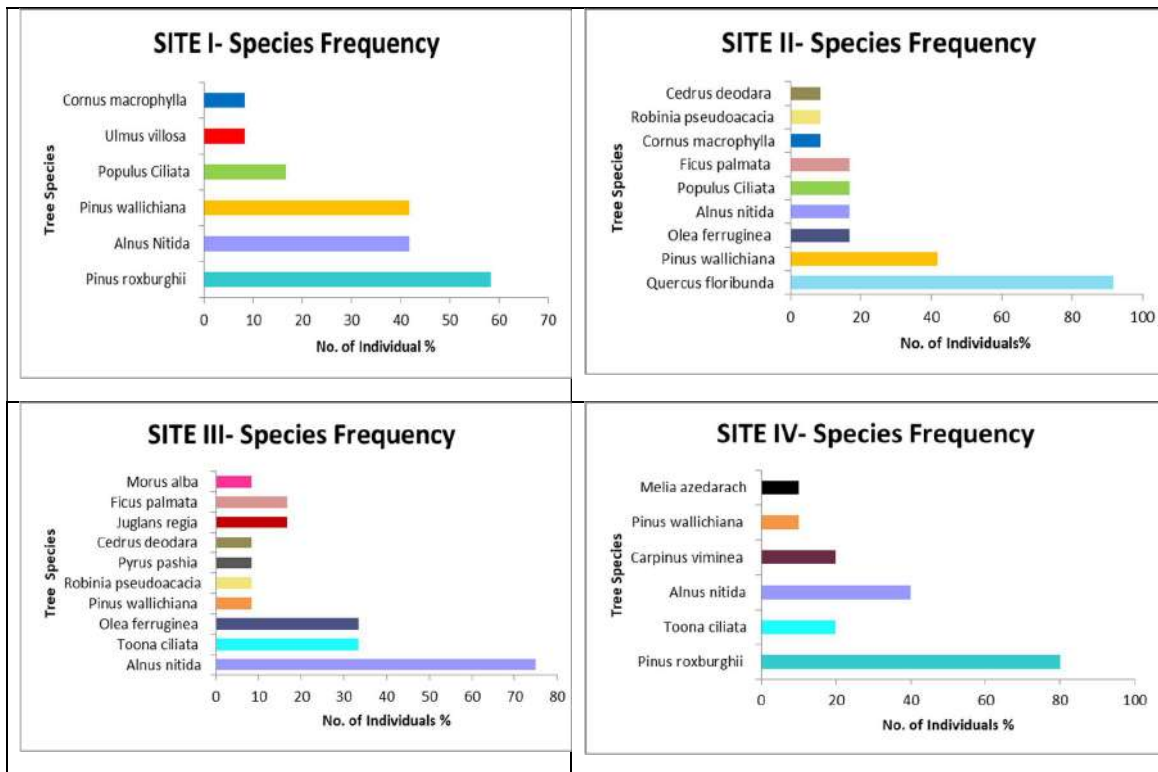 SITE I- Species Frequency
Tree Species
Cornus macrophylla
Ulmus villosa
Populus Ciliata
Pinus wallichiana
Alnus Nitida
Pinus roxburghii
0 10 20 30 40 50 60 70
No. of Individual %
SITE II- Species Frequency
Tree Species
Cedrus deodara
Robinia pseudoacacia
Cornus macrophylla
Ficus palmata
Populus Ciliata
Alnus nitida
Olea ferruginea
Pinus wallichiana
Quercus floribunda
0 20 40 60 80 100
No. of Individuals%
SITE III- Species Frequency
Tree Species
Morus alba
Ficus palmata
Juglans regia
Cedrus deodara
Pyrus pashia
Robinia pseudoacacia
Pinus wallichiana
Olea ferruginea
Toona ciliata
Alnus nitida
0 10 20 30 40 50 60 70 80
No. of Individuals %
SITE IV- Species Frequency
Tree Species
Melia azedarach
Pinus wallichiana
Carpinus viminea
Alnus nitida
Toona ciliata
Pinus roxburghii
0 20 40 60 80 100
No. of Individuals %